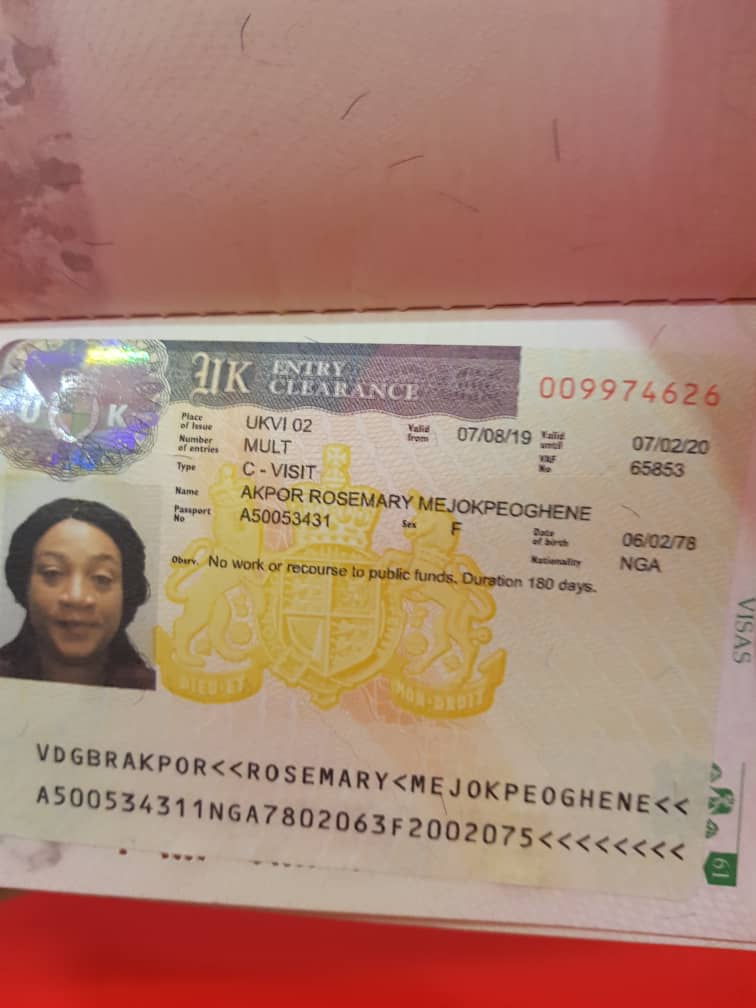 U K
UK ENTRY CLEARANCE 009974626
Place of Issue UKVI 02 Valid from 07/08/19 Valid until 07/02/20
Number of entries MULT VAF No 65853
Type C - VISIT
Name AKPOR ROSEMARY MEJOKPEOGHENE
Passport No A50053431 Sex F Date of birth 06/02/78
Nationality NGA
Observ. No work or recourse to public funds. Duration 180 days.
DIEU·ET MON·DROIT
VDGBRAKPOR<<ROSEMARY<MEJOKPEOGHENE<<
A500534311NGA7802063F2002075<<<<<<<<
VISAS
61